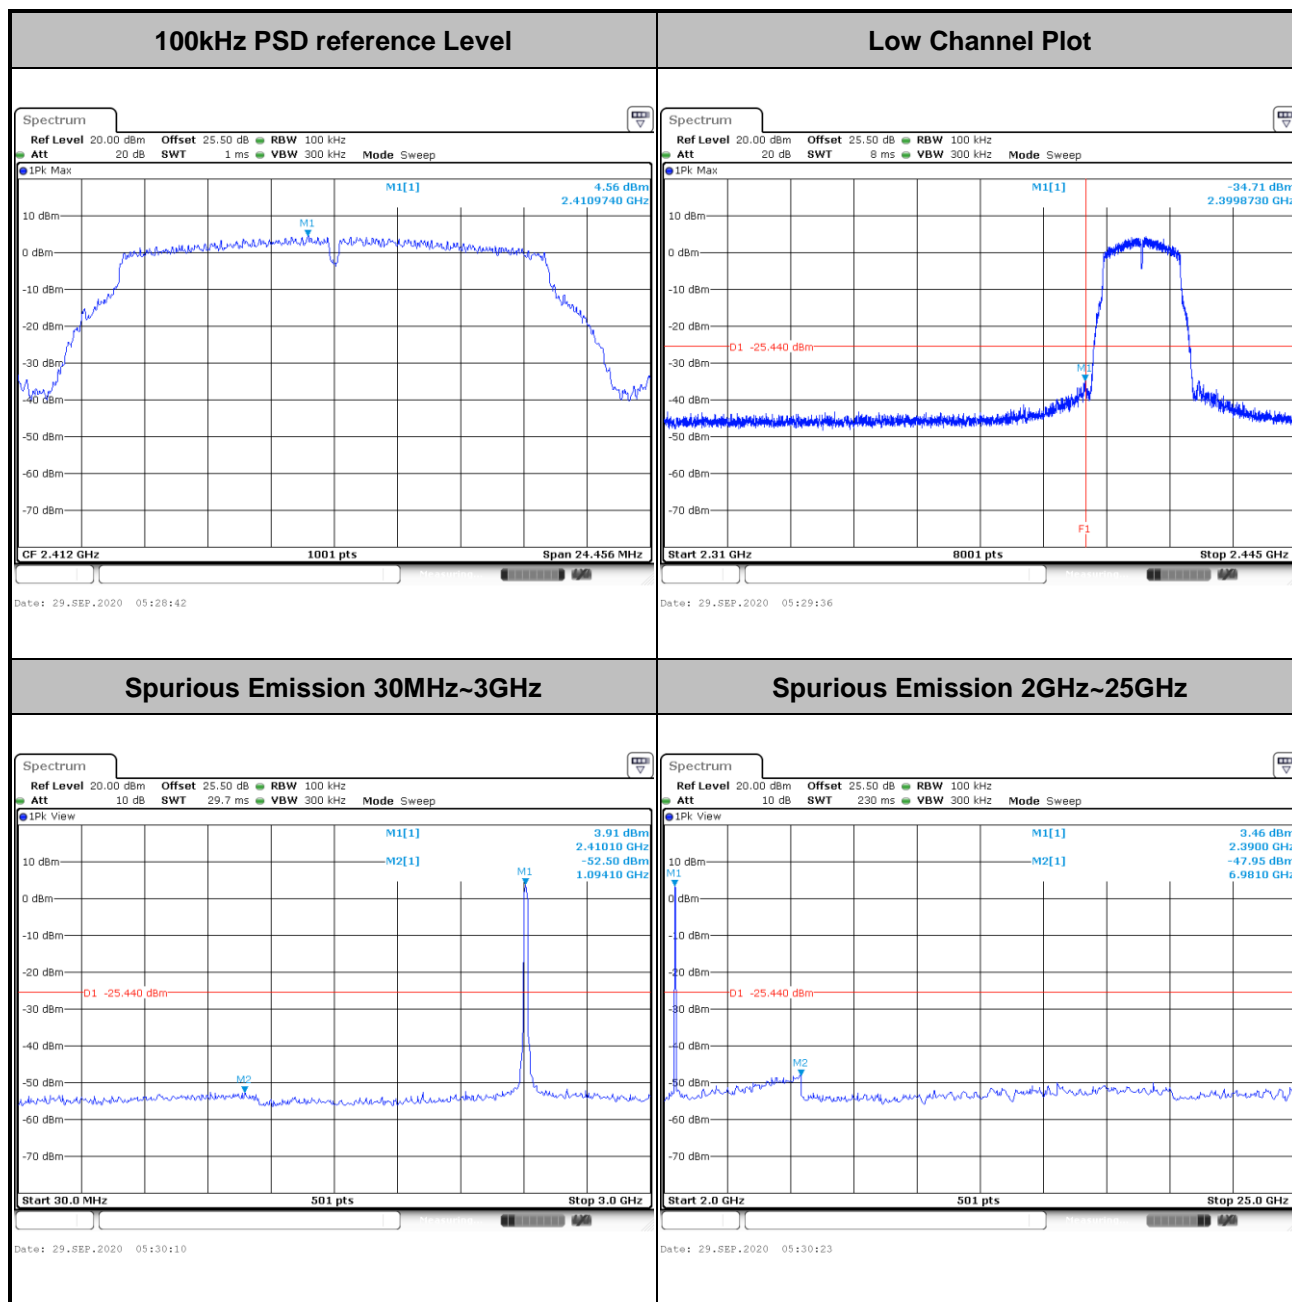 100kHz PSD reference Level
Spectrum
Ref Level 20.00 dBm Offset 25.50 dB RBW 100 kHz
Att 20 dB SWT 1 ms VBW 300 kHz Mode Sweep
1Pk Max
M1[1] 4.56 dBm
2.4109740 GHz
10 dBm
M1
0 dBm
-10 dBm
-20 dBm
-30 dBm
-40 dBm
-50 dBm
-60 dBm
-70 dBm
CF 2.412 GHz 1001 pts Span 24.456 MHz
Date: 29.SEP.2020 05:28:42
Low Channel Plot
Spectrum
Ref Level 20.00 dBm Offset 25.50 dB RBW 100 kHz
Att 20 dB SWT 8 ms VBW 300 kHz Mode Sweep
1Pk Max
M1[1] -34.71 dBm
2.3998730 GHz
10 dBm
0 dBm
-10 dBm
-20 dBm
D1 -25.440 dBm
-30 dBm
M1
-40 dBm
-50 dBm
-60 dBm
-70 dBm
F1
Start 2.31 GHz 8001 pts Stop 2.445 GHz
Date: 29.SEP.2020 05:29:36
Spurious Emission 30MHz~3GHz
Spectrum
Ref Level 20.00 dBm Offset 25.50 dB RBW 100 kHz
Att 10 dB SWT 29.7 ms VBW 300 kHz Mode Sweep
1Pk View
M1[1] 3.91 dBm
2.41010 GHz
10 dBm
M2[1] -52.50 dBm
1.09410 GHz
M1
0 dBm
-10 dBm
-20 dBm
D1 -25.440 dBm
-30 dBm
-40 dBm
M2
-50 dBm
-60 dBm
-70 dBm
Start 30.0 MHz 501 pts Stop 3.0 GHz
Date: 29.SEP.2020 05:30:10
Spurious Emission 2GHz~25GHz
Spectrum
Ref Level 20.00 dBm Offset 25.50 dB RBW 100 kHz
Att 10 dB SWT 230 ms VBW 300 kHz Mode Sweep
1Pk View
M1[1] 3.46 dBm
2.3900 GHz
10 dBm
M2[1] -47.95 dBm
6.9810 GHz
M1
0 dBm
-10 dBm
-20 dBm
D1 -25.440 dBm
-30 dBm
-40 dBm
M2
-50 dBm
-60 dBm
-70 dBm
Start 2.0 GHz 501 pts Stop 25.0 GHz
Date: 29.SEP.2020 05:30:23